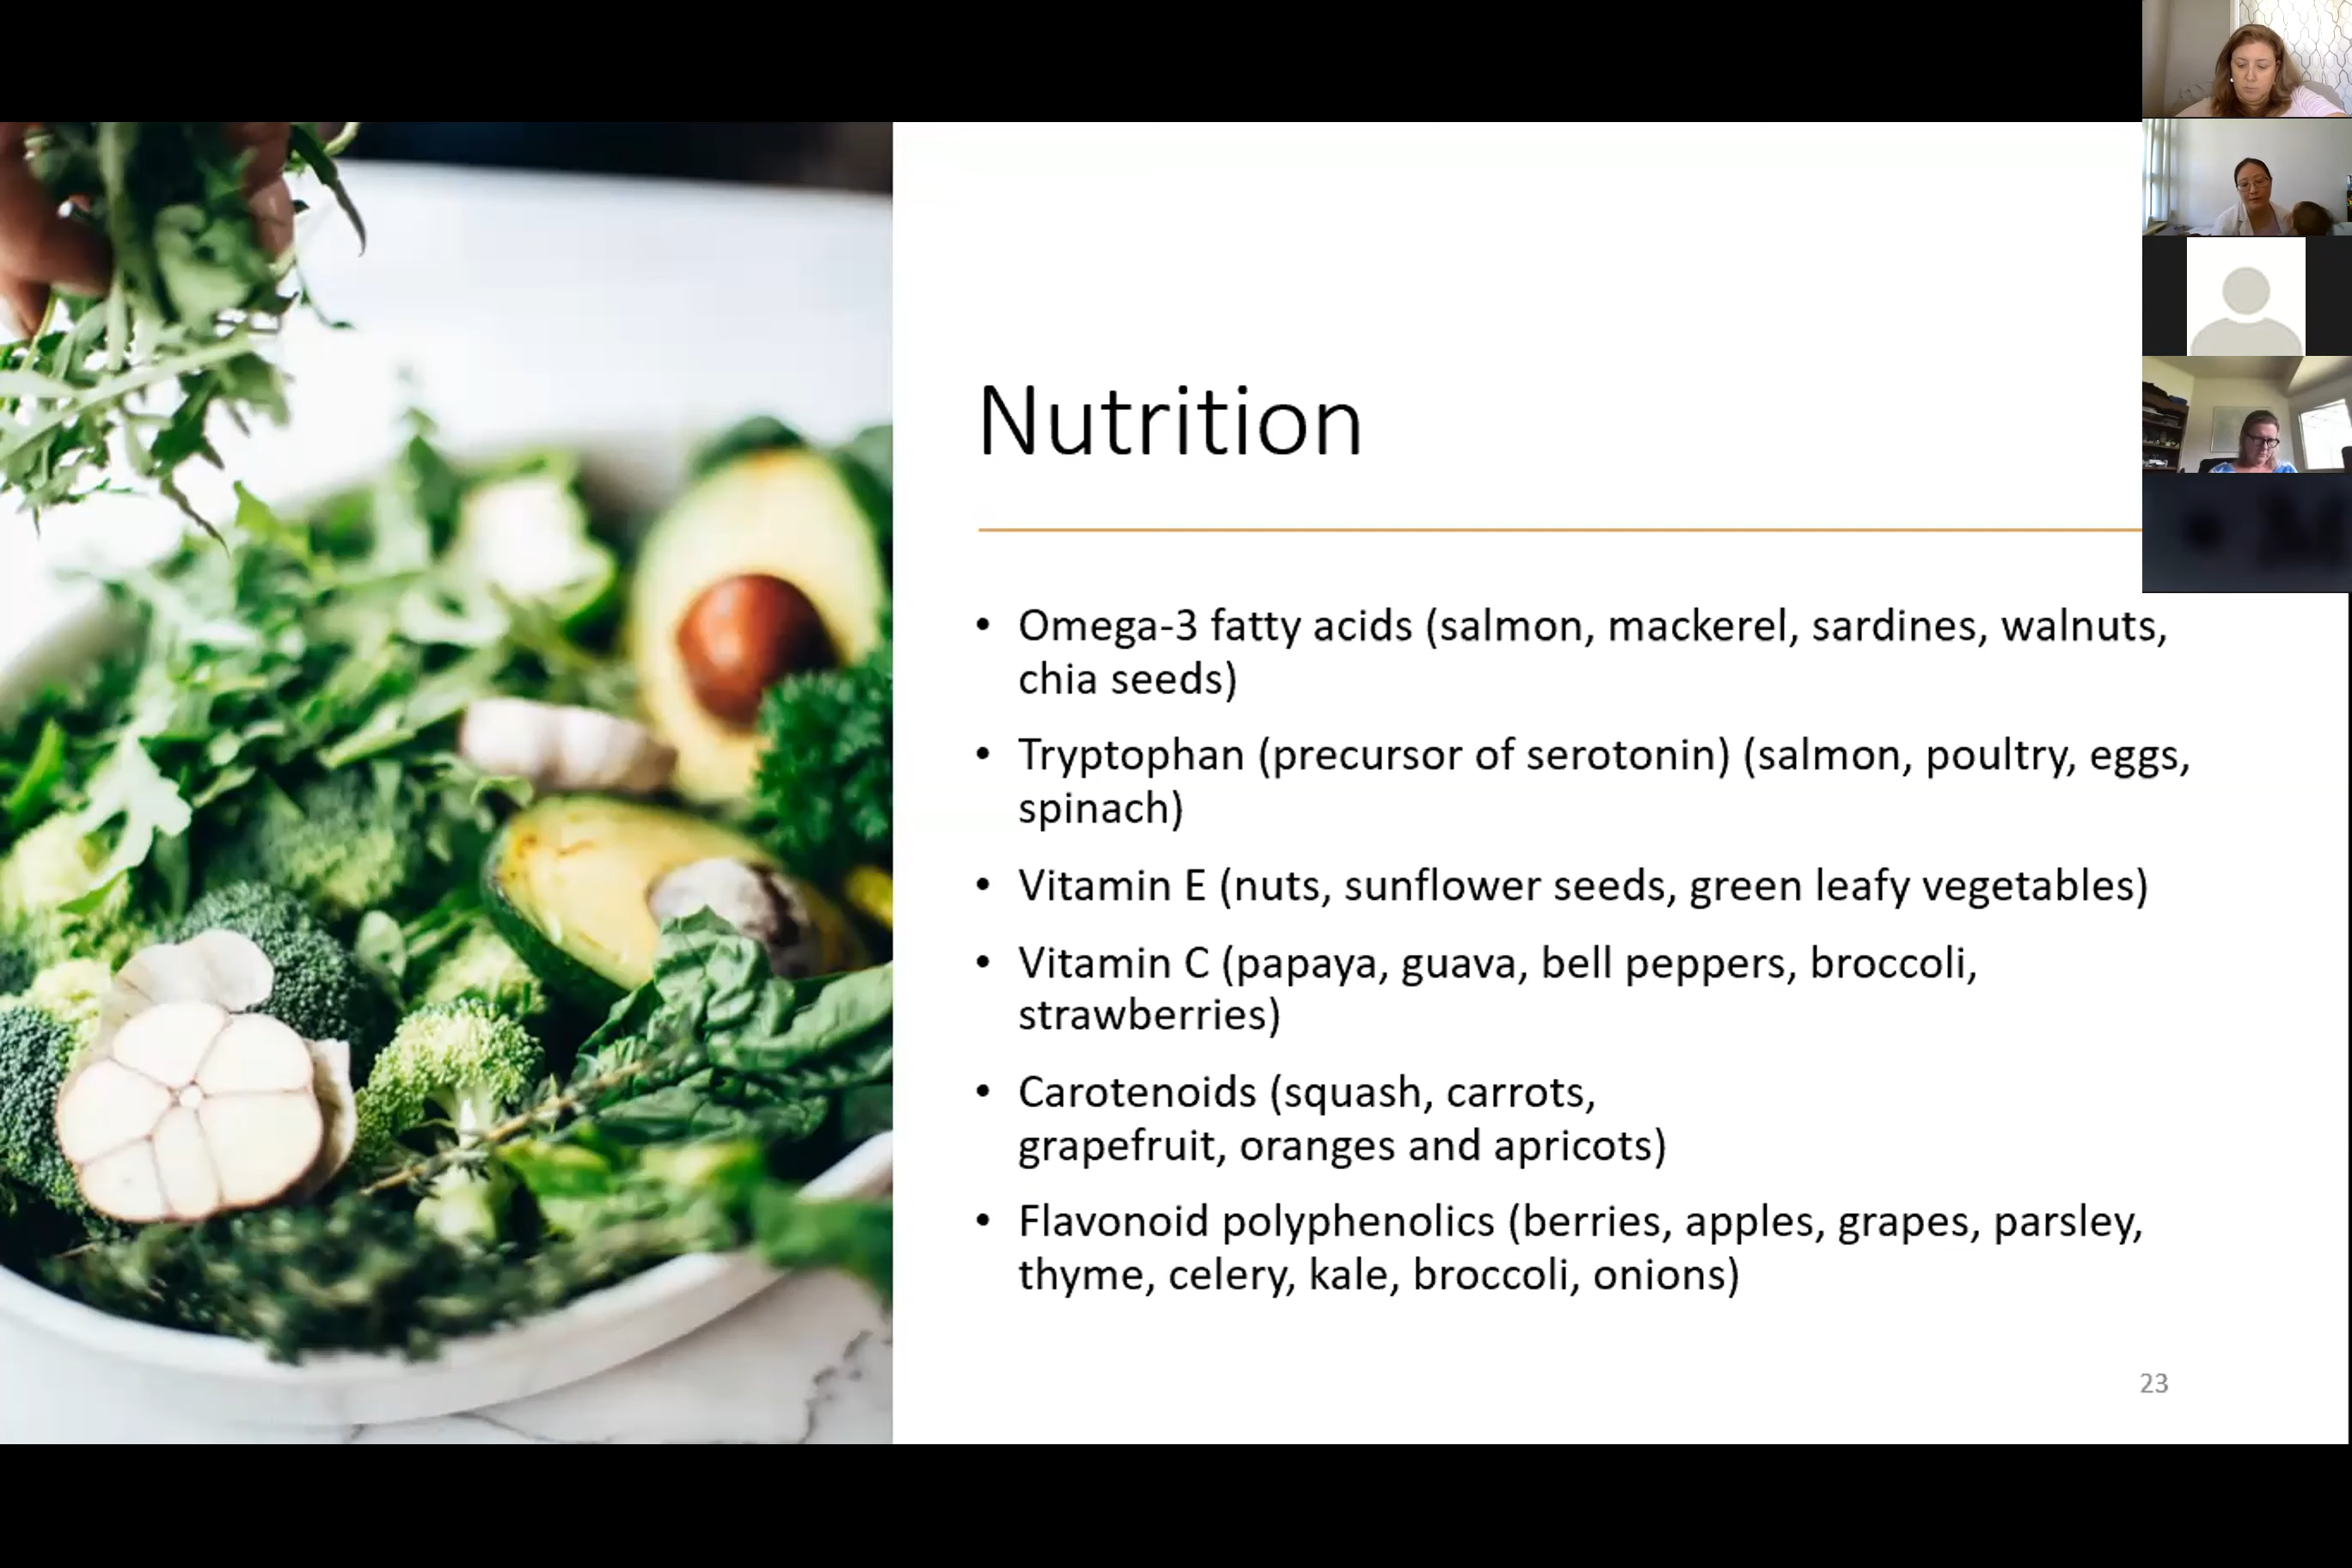 Nutrition
• Omega-3 fatty acids (salmon, mackerel, sardines, walnuts,
chia seeds)
• Tryptophan (precursor of serotonin) (salmon, poultry, eggs,
spinach)
• Vitamin E (nuts, sunflower seeds, green leafy vegetables)
• Vitamin C (papaya, guava, bell peppers, broccoli,
strawberries)
• Carotenoids (squash, carrots,
grapefruit, oranges and apricots)
• Flavonoid polyphenolics (berries, apples, grapes, parsley,
thyme, celery, kale, broccoli, onions)
23